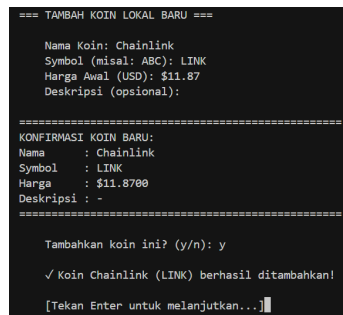 === TAMBAH KOIN LOKAL BARU ===
Nama Koin: Chainlink
Symbol (misal: ABC): LINK
Harga Awal (USD): $11.87
Deskripsi (opsional):
==================================================
KONFIRMASI KOIN BARU:
Nama      : Chainlink
Symbol    : LINK
Harga     : $11.8700
Deskripsi : -
==================================================
Tambahkan koin ini? (y/n): y
✓ Koin Chainlink (LINK) berhasil ditambahkan!
[Tekan Enter untuk melanjutkan...]